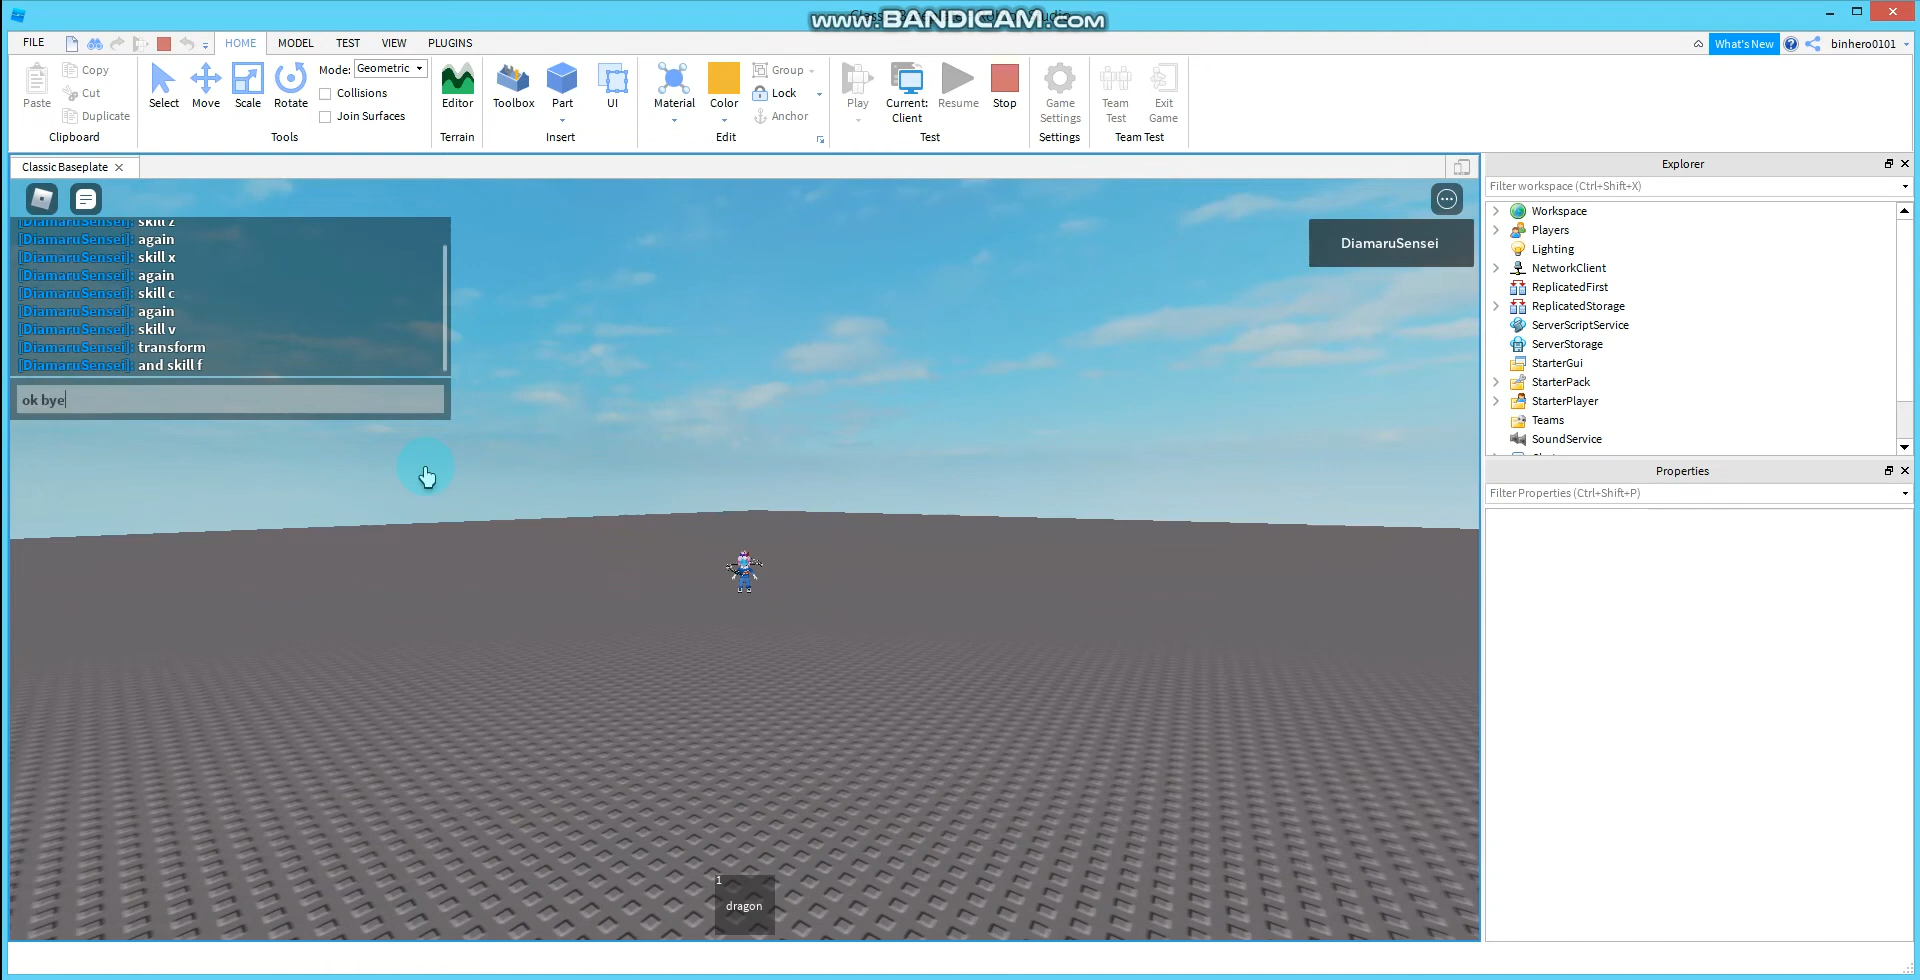 www.BANDICAM.com
FILE HOME MODEL TEST VIEW PLUGINS What's New binhero0101
Paste Copy Cut Duplicate Clipboard
Select Move Scale Rotate Mode: Geometric Collisions Join Surfaces Tools
Editor Terrain
Toolbox Part UI Insert
Material Color Group Lock Anchor Edit
Play Current: Client Resume Stop Test
Game Settings Settings
Team Test Exit Game Team Test
Classic Baseplate
[DiamaruSensei]: skill z
[DiamaruSensei]: again
[DiamaruSensei]: skill x
[DiamaruSensei]: again
[DiamaruSensei]: skill c
[DiamaruSensei]: again
[DiamaruSensei]: skill v
[DiamaruSensei]: transform
[DiamaruSensei]: and skill f
ok bye
DiamaruSensei
1
dragon
Explorer
Filter workspace (Ctrl+Shift+X)
Workspace
Players
Lighting
NetworkClient
ReplicatedFirst
ReplicatedStorage
ServerScriptService
ServerStorage
StarterGui
StarterPack
StarterPlayer
Teams
SoundService
Properties
Filter Properties (Ctrl+Shift+P)